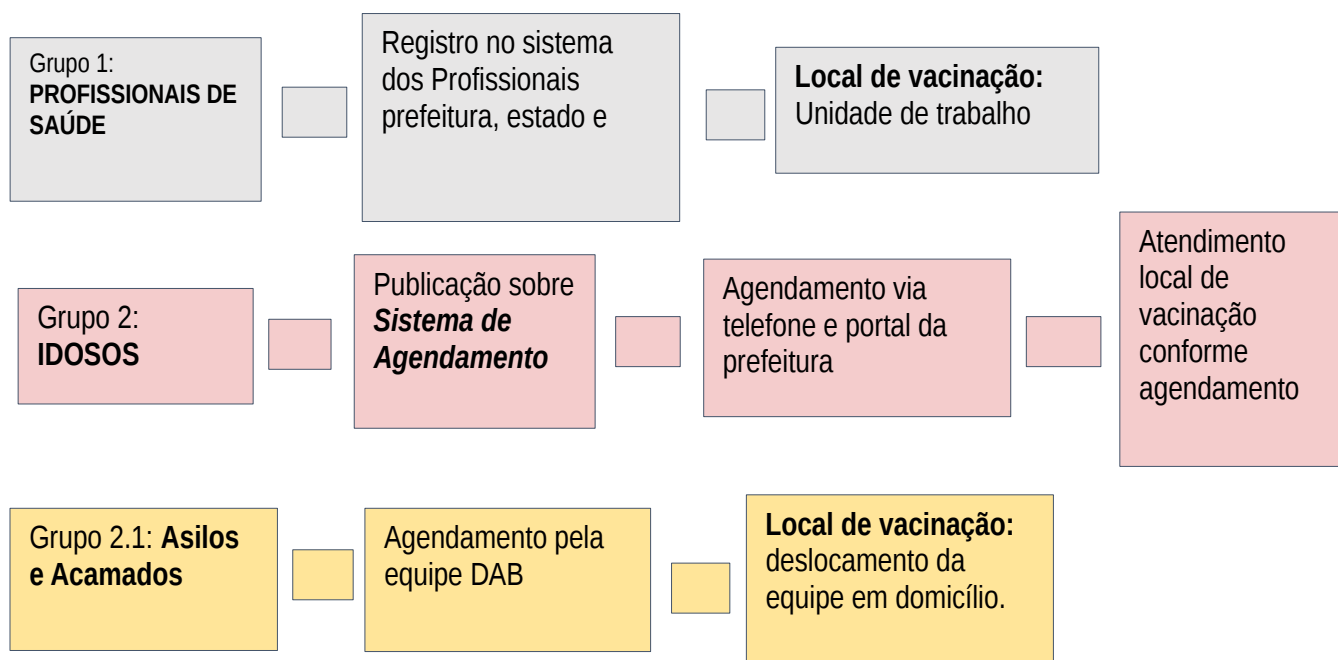 Grupo 1:
PROFISSIONAIS DE
SAÚDE
Registro no sistema
dos Profissionais
prefeitura, estado e
Local de vacinação:
Unidade de trabalho
Grupo 2:
IDOSOS
Publicação sobre
Sistema de
Agendamento
Agendamento via
telefone e portal da
prefeitura
Atendimento
local de
vacinação
conforme
agendamento
Grupo 2.1: Asilos
e Acamados
Agendamento pela
equipe DAB
Local de vacinação:
deslocamento da
equipe em domicílio.